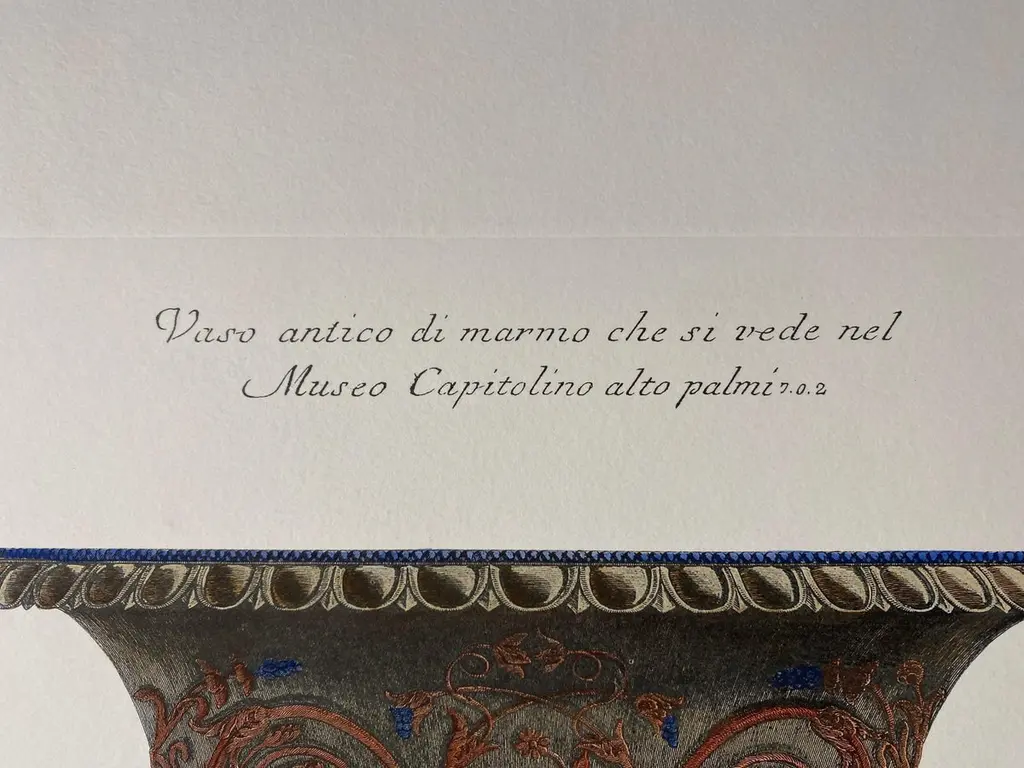 Vaso antico di marmo che si vede nel
Museo Capitolino alto palmi 7.0.2